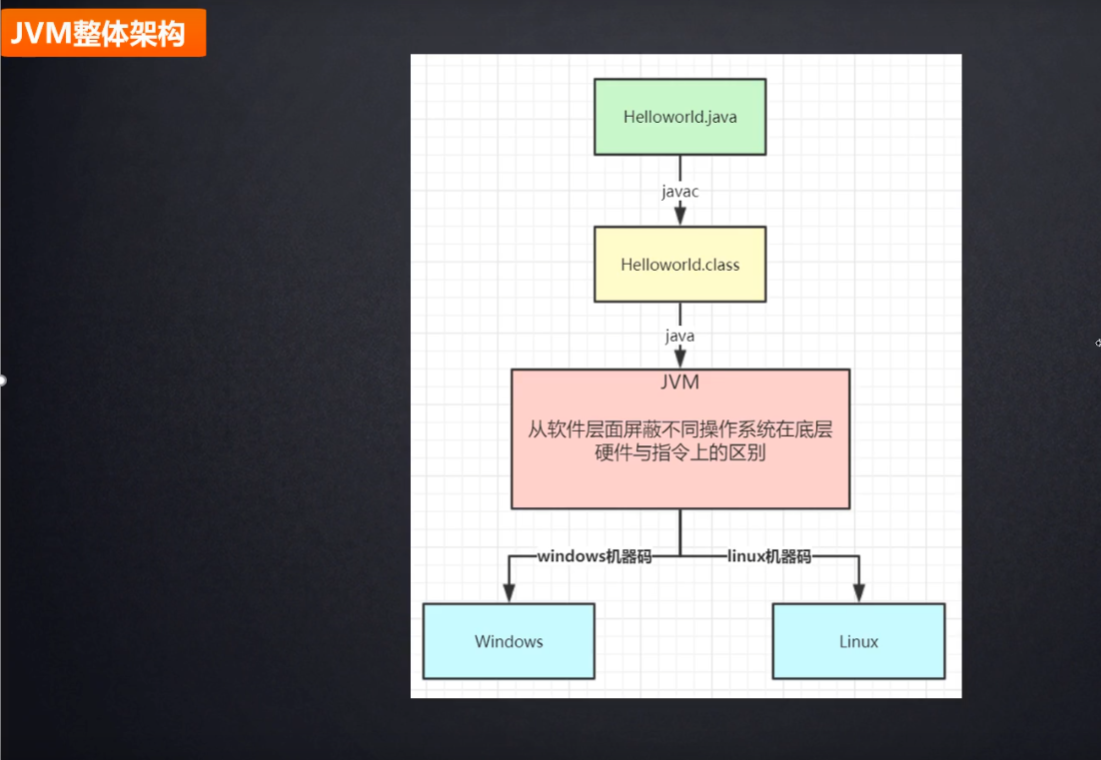 JVM整体架构
Helloworld.java
javac
Helloworld.class
java
JVM
从软件层面屏蔽不同操作系统在底层
硬件与指令上的区别
windows机器码
linux机器码
Windows
Linux